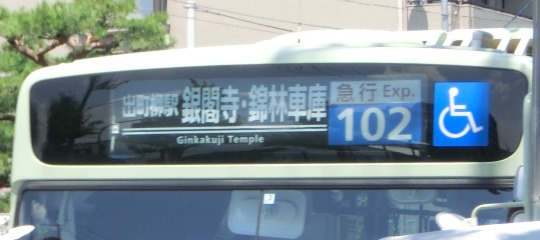 出町柳駅 銀閣寺・錦林車庫
Ginkakuji Temple
急行 Exp.
102